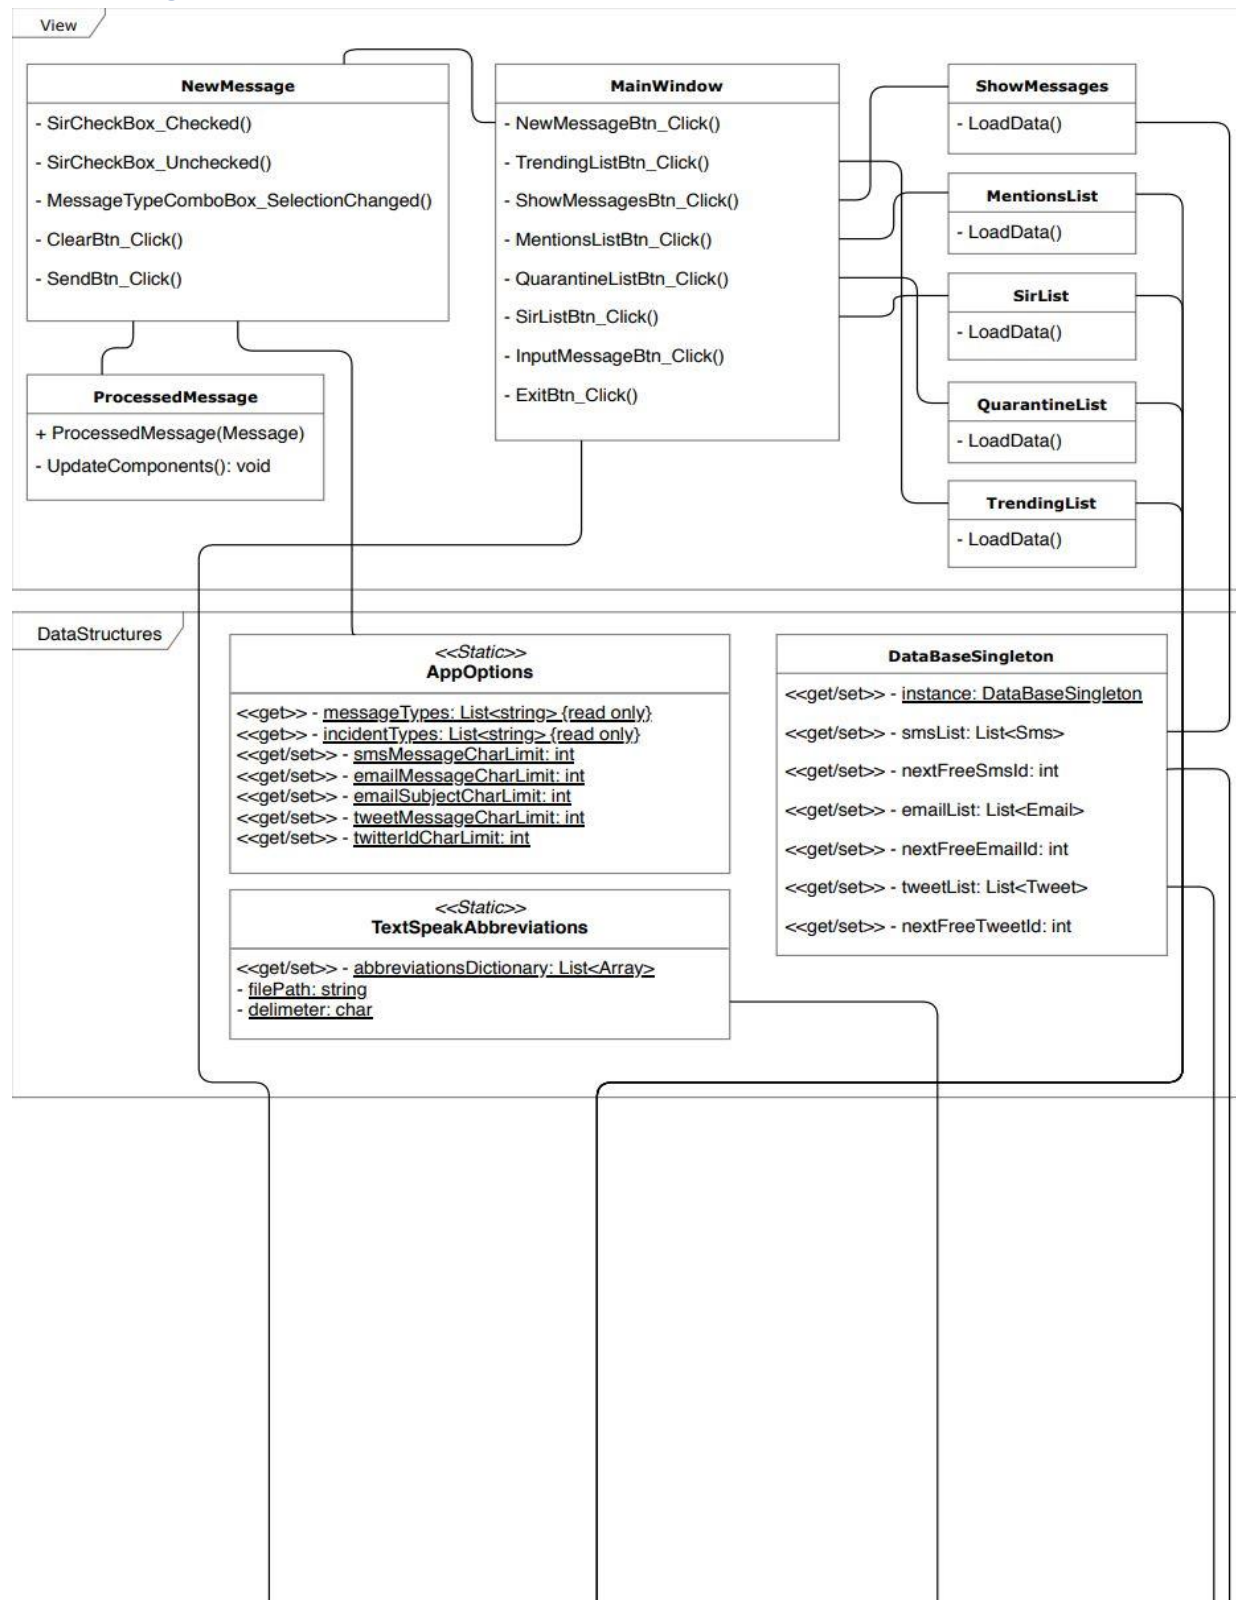 View
NewMessage
- SirCheckBox_Checked()
- SirCheckBox_Unchecked()
- MessageTypeComboBox_SelectionChanged()
- ClearBtn_Click()
- SendBtn_Click()
MainWindow
- NewMessageBtn_Click()
- TrendingListBtn_Click()
- ShowMessagesBtn_Click()
- MentionsListBtn_Click()
- QuarantineListBtn_Click()
- SirListBtn_Click()
- InputMessageBtn_Click()
- ExitBtn_Click()
ShowMessages
- LoadData()
MentionsList
- LoadData()
SirList
- LoadData()
QuarantineList
- LoadData()
TrendingList
- LoadData()
ProcessedMessage
+ ProcessedMessage(Message)
- UpdateComponents(): void
DataStructures
<<Static>>
AppOptions
<<get>> - messageTypes: List<string> {read only}
<<get>> - incidentTypes: List<string> {read only}
<<get/set>> - smsMessageCharLimit: int
<<get/set>> - emailMessageCharLimit: int
<<get/set>> - emailSubjectCharLimit: int
<<get/set>> - tweetMessageCharLimit: int
<<get/set>> - twitterIdCharLimit: int
DataBaseSingleton
<<get/set>> - instance: DataBaseSingleton
<<get/set>> - smsList: List<Sms>
<<get/set>> - nextFreeSmsId: int
<<get/set>> - emailList: List<Email>
<<get/set>> - nextFreeEmailId: int
<<get/set>> - tweetList: List<Tweet>
<<get/set>> - nextFreeTweetId: int
<<Static>>
TextSpeakAbbreviations
<<get/set>> - abbreviationsDictionary: List<Array>
- filePath: string
- delimeter: char